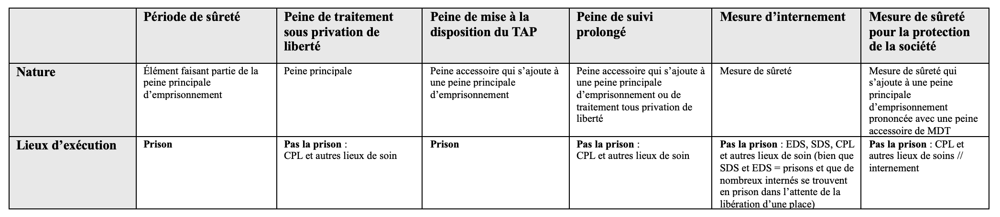 Période de sûreté
Peine de traitement
sous privation de
liberté
Peine de mise à la
disposition du TAP
Peine de suivi
prolongé
Mesure d’internement
Mesure de sûreté
pour la protection
de la société
Nature
Élément faisant partie de la
peine principale
d’emprisonnement
Peine principale
Peine accessoire qui s’ajoute à
une peine principale
d’emprisonnement
Peine accessoire qui s’ajoute à
une peine principale
d’emprisonnement ou de
traitement tous privation de
liberté
Mesure de sûreté
Mesure de sûreté qui
s’ajoute à une peine
principale
d’emprisonnement
prononcée avec une peine
accessoire de MDT
Lieux d’exécution
Prison
Pas la prison :
CPL et autres lieux de soin
Prison
Pas la prison :
CPL et autres lieux de soin
Pas la prison : EDS, SDS, CPL
et autres lieux de soin (bien que
SDS et EDS = prisons et que de
nombreux internés se trouvent
en prison dans l’attente de la
libération d’une place)
Pas la prison : CPL et
autres lieux de soins //
internement